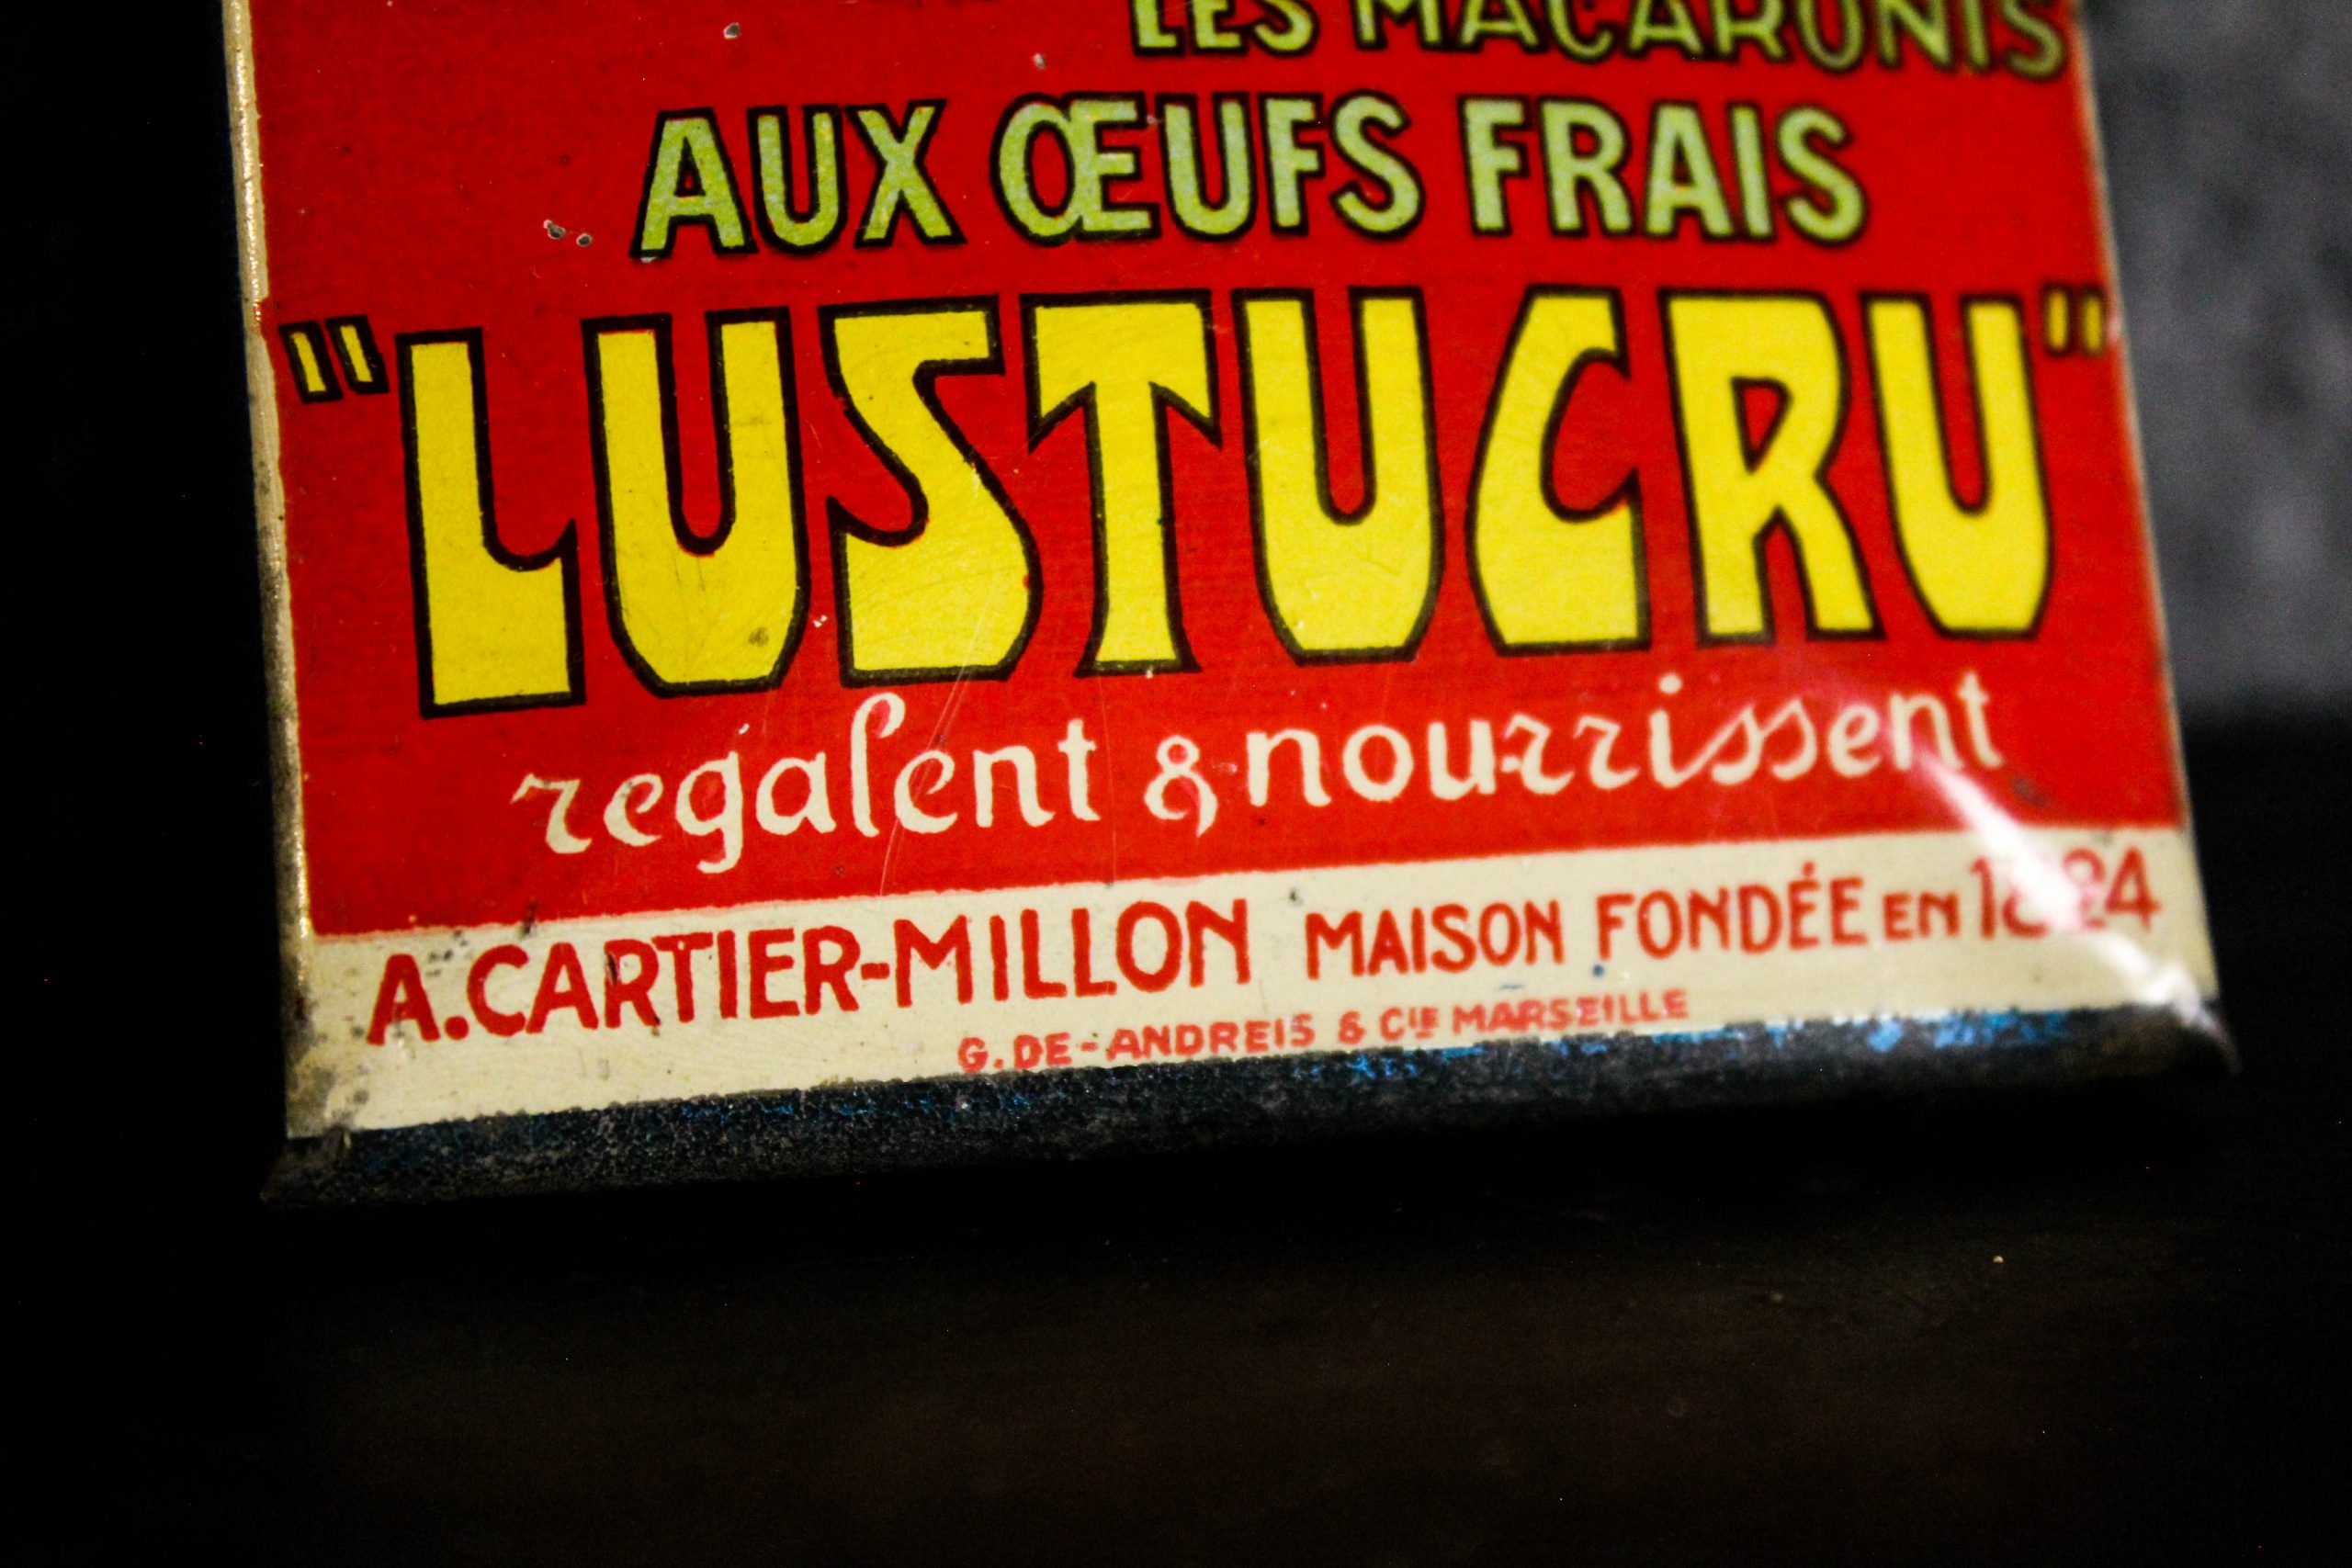 LES MACARONIS
AUX ŒUFS FRAIS
"LUSTUCRU"
regalent & nourrissent
A. CARTIER-MILLON MAISON FONDÉE EN
G. DE-ANDREIS & CIE MARSEILLE